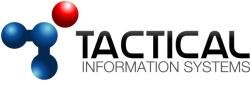 TACTICAL
INFORMATION SYSTEMS